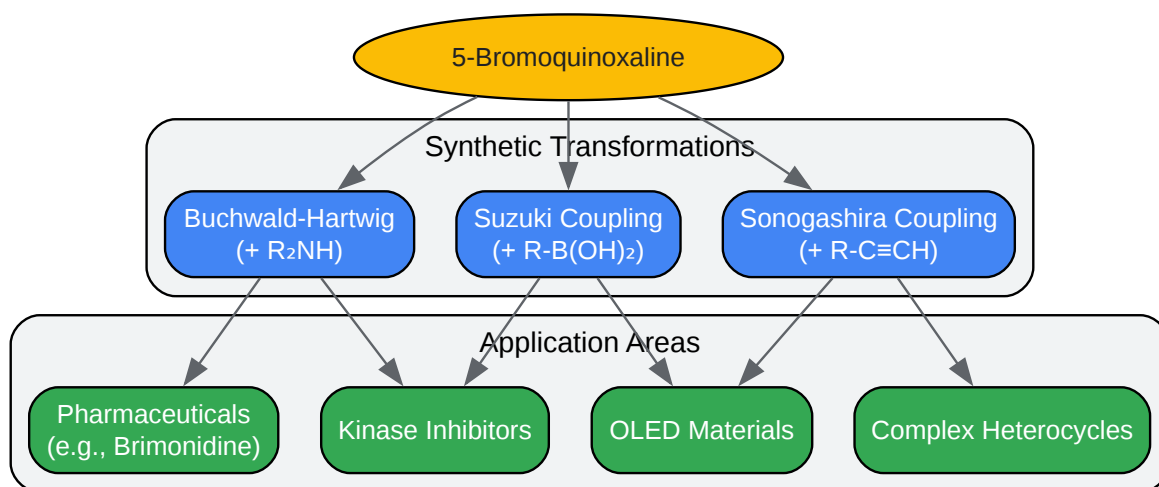 5-Bromoquinoxaline
Synthetic Transformations
Buchwald-Hartwig
(+ R₂NH)
Suzuki Coupling
(+ R-B(OH)₂)
Sonogashira Coupling
(+ R-C≡CH)
Application Areas
Pharmaceuticals
(e.g., Brimonidine)
Kinase Inhibitors
OLED Materials
Complex Heterocycles